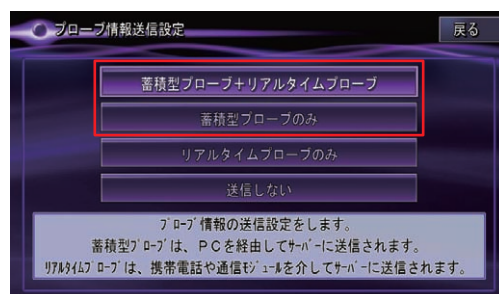 プローブ情報送信設定
戻る
蓄積型プローブ+リアルタイムプローブ
蓄積型プローブのみ
リアルタイムプローブのみ
送信しない
ﾌﾟﾛｰﾌﾞ情報の送信設定をします。
蓄積型ﾌﾟﾛｰﾌﾞは、PCを経由してｻｰﾊﾞｰに送信されます。
ﾘｱﾙﾀｲﾑﾌﾟﾛｰﾌﾞは、携帯電話や通信ﾓｼﾞｭｰﾙを介してｻｰﾊﾞｰに送信されます。